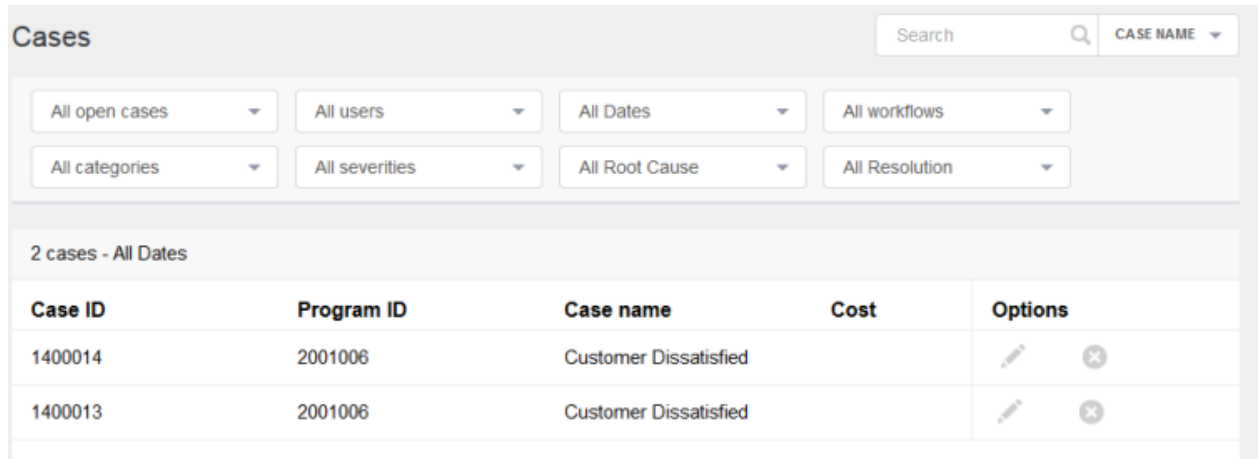 Cases
Search CASE NAME
All open cases All users All Dates All workflows
All categories All severities All Root Cause All Resolution
2 cases - All Dates
Case ID Program ID Case name Cost Options
1400014 2001006 Customer Dissatisfied
1400013 2001006 Customer Dissatisfied